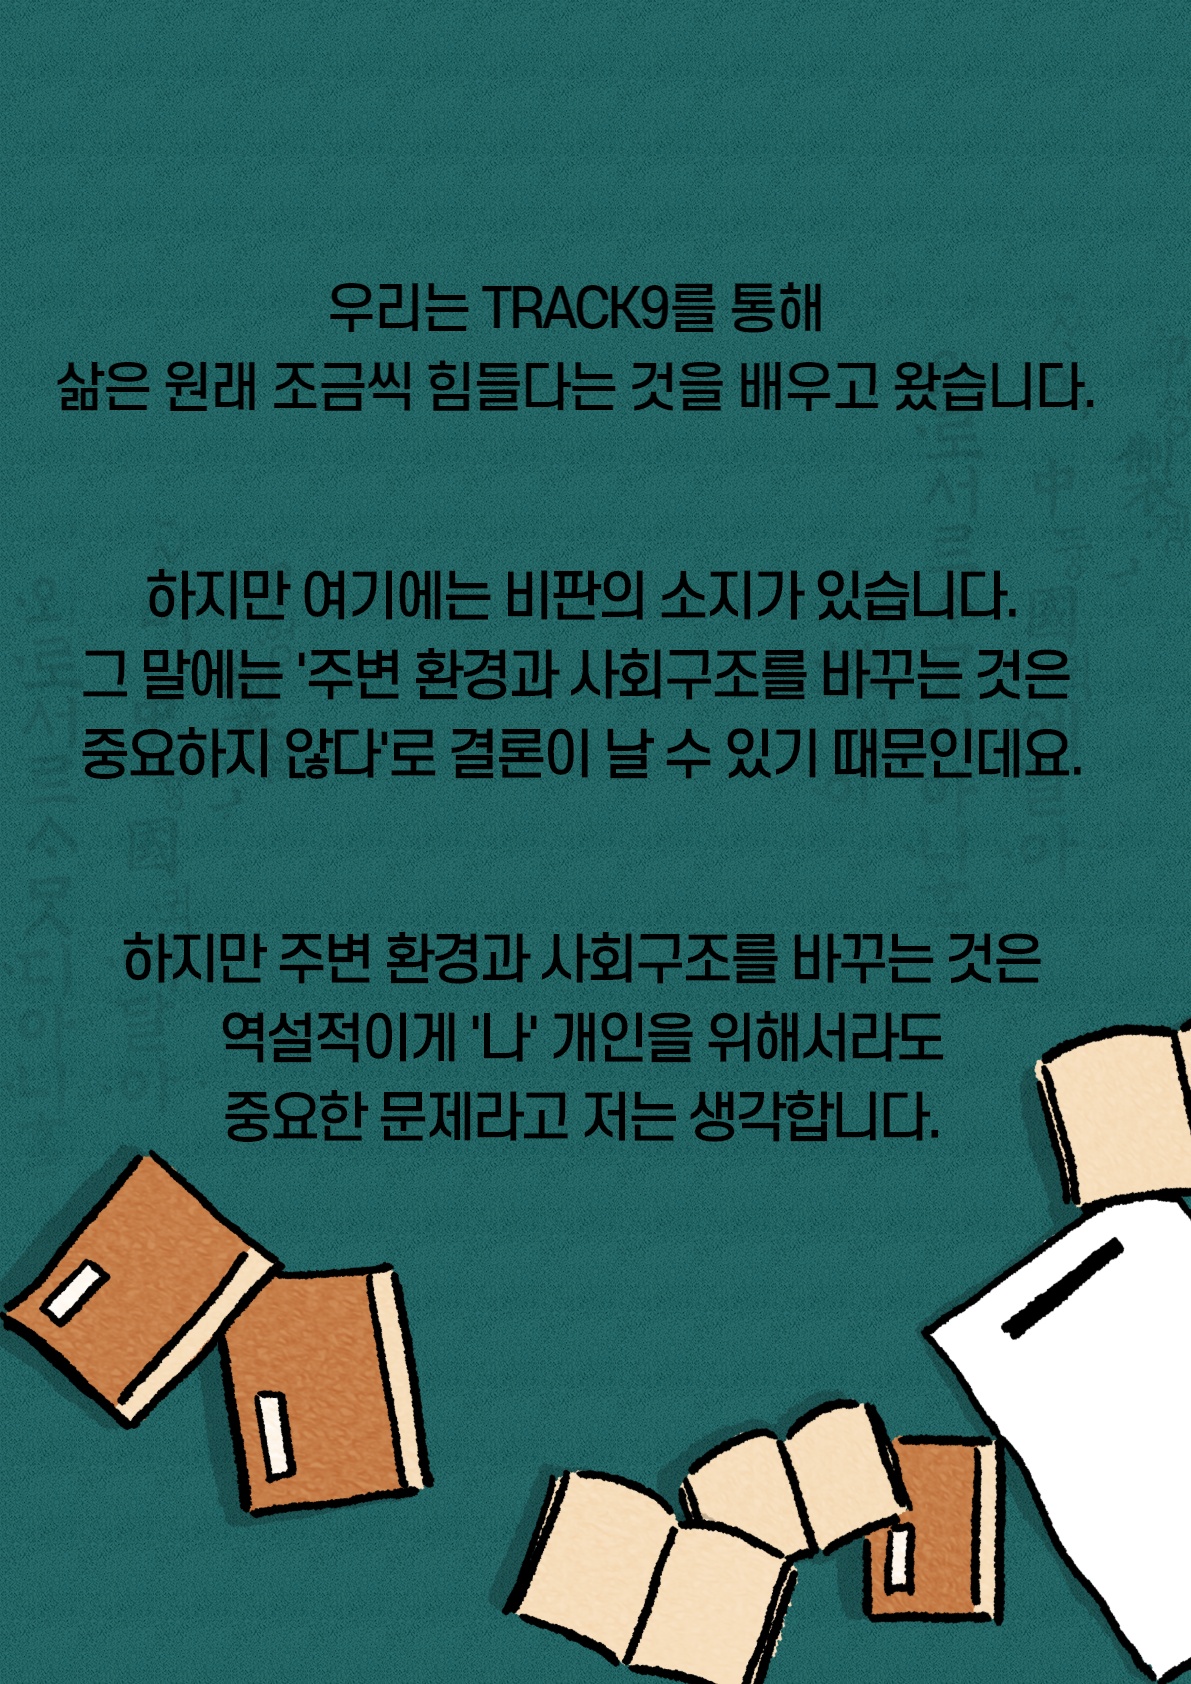 우리는 TRACK9를 통해
삶은 원래 조금씩 힘들다는 것을 배우고 왔습니다.
하지만 여기에는 비판의 소지가 있습니다.
그 말에는 '주변 환경과 사회구조를 바꾸는 것은
중요하지 않다'로 결론이 날 수 있기 때문인데요.
하지만 주변 환경과 사회구조를 바꾸는 것은
역설적이게 '나' 개인을 위해서라도
중요한 문제라고 저는 생각합니다.